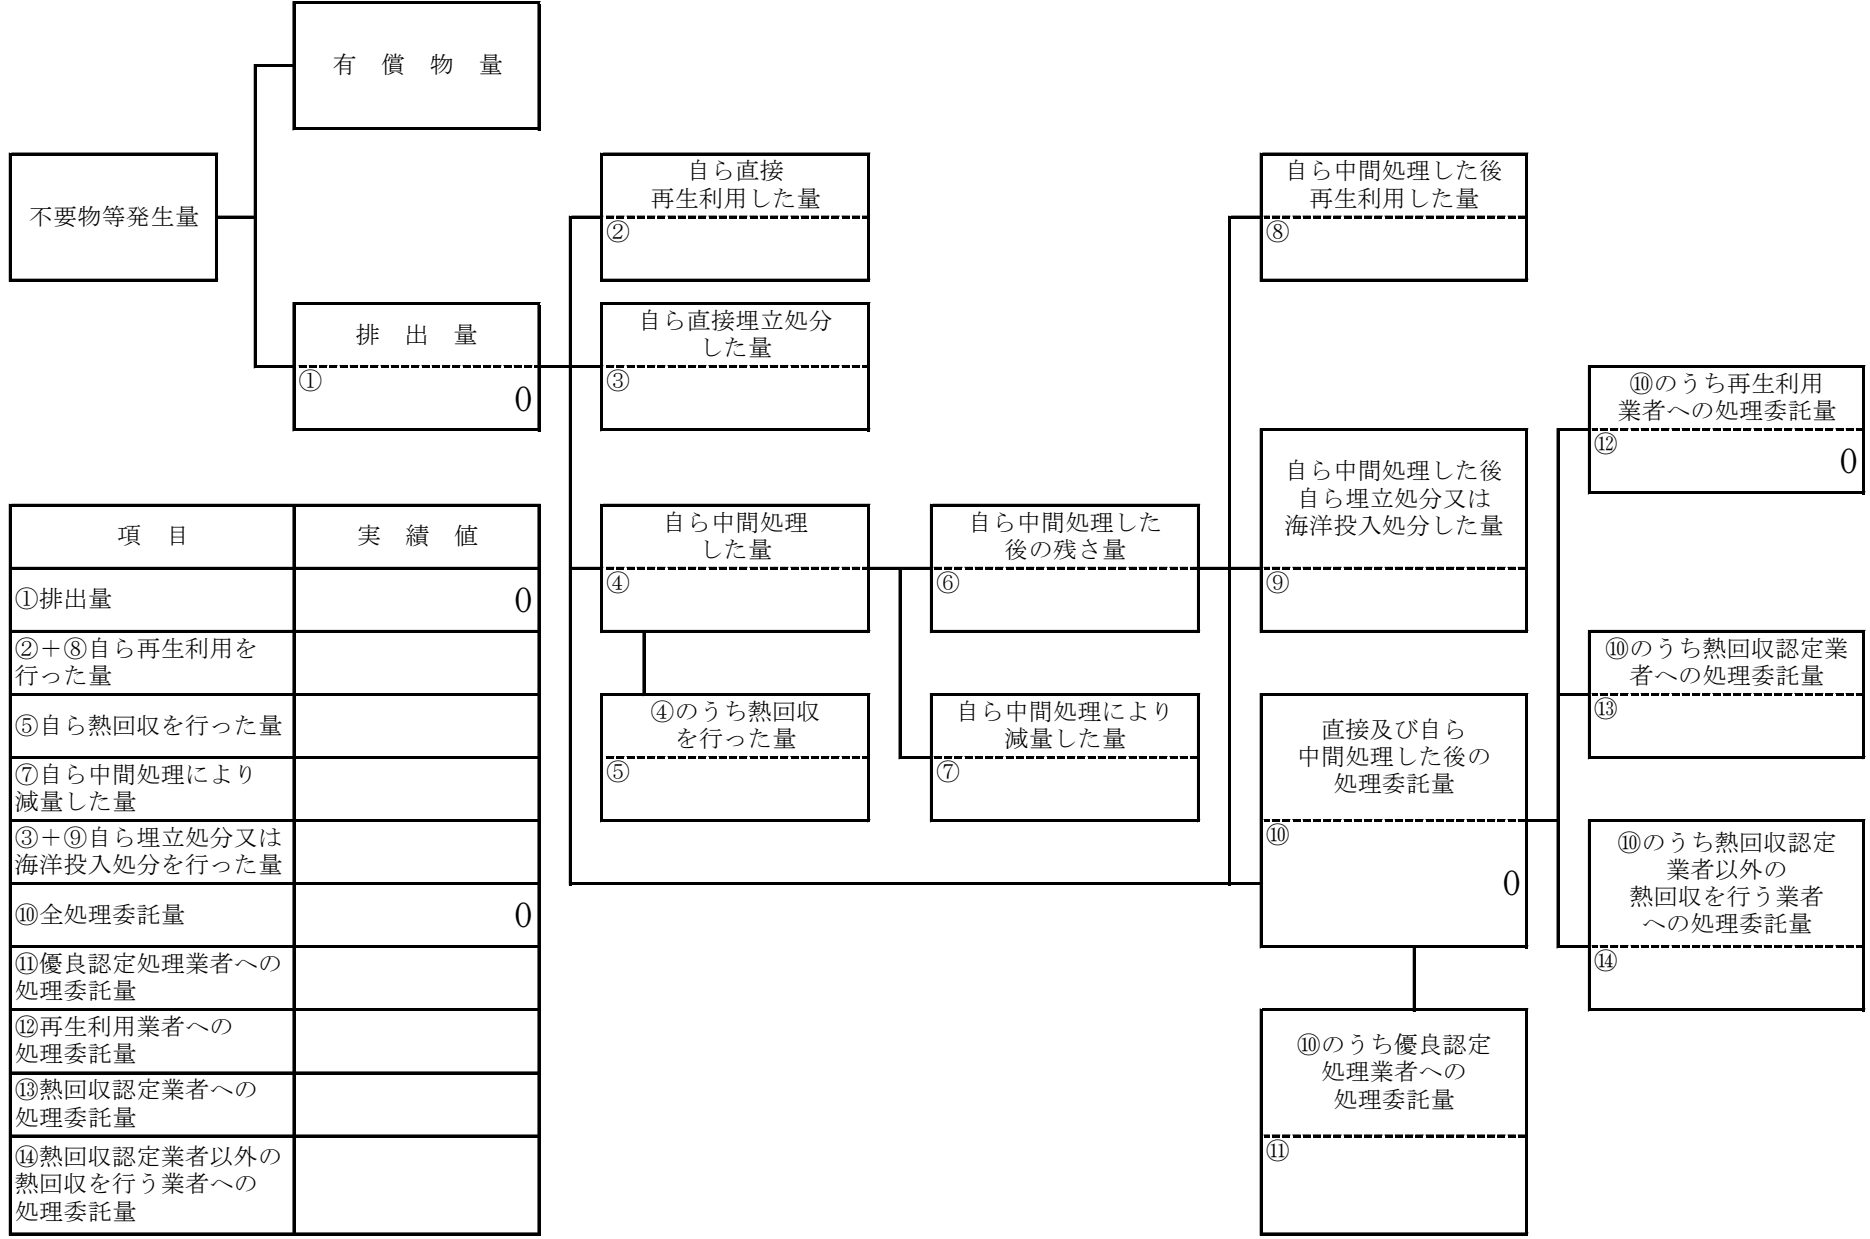 有　償　物　量
不要物等発生量
排　出　量
①
0
自ら直接
再生利用した量
②
自ら直接埋立処分
した量
③
自ら中間処理
した量
④
④のうち熱回収
を行った量
⑤
自ら中間処理した
後の残さ量
⑥
自ら中間処理により
減量した量
⑦
自ら中間処理した後
再生利用した量
⑧
自ら中間処理した後
自ら埋立処分又は
海洋投入処分した量
⑨
直接及び自ら
中間処理した後の
処理委託量
⑩
0
⑩のうち優良認定
処理業者への
処理委託量
⑪
⑩のうち再生利用
業者への処理委託量
⑫
0
⑩のうち熱回収認定業
者への処理委託量
⑬
⑩のうち熱回収認定
業者以外の
熱回収を行う業者
への処理委託量
⑭
項　目　実　績　値
①排出量　0
②＋⑧自ら再生利用を
行った量
⑤自ら熱回収を行った量
⑦自ら中間処理により
減量した量
③＋⑨自ら埋立処分又は
海洋投入処分を行った量
⑩全処理委託量　0
⑪優良認定処理業者への
処理委託量
⑫再生利用業者への
処理委託量
⑬熱回収認定業者への
処理委託量
⑭熱回収認定業者以外の
熱回収を行う業者への
処理委託量